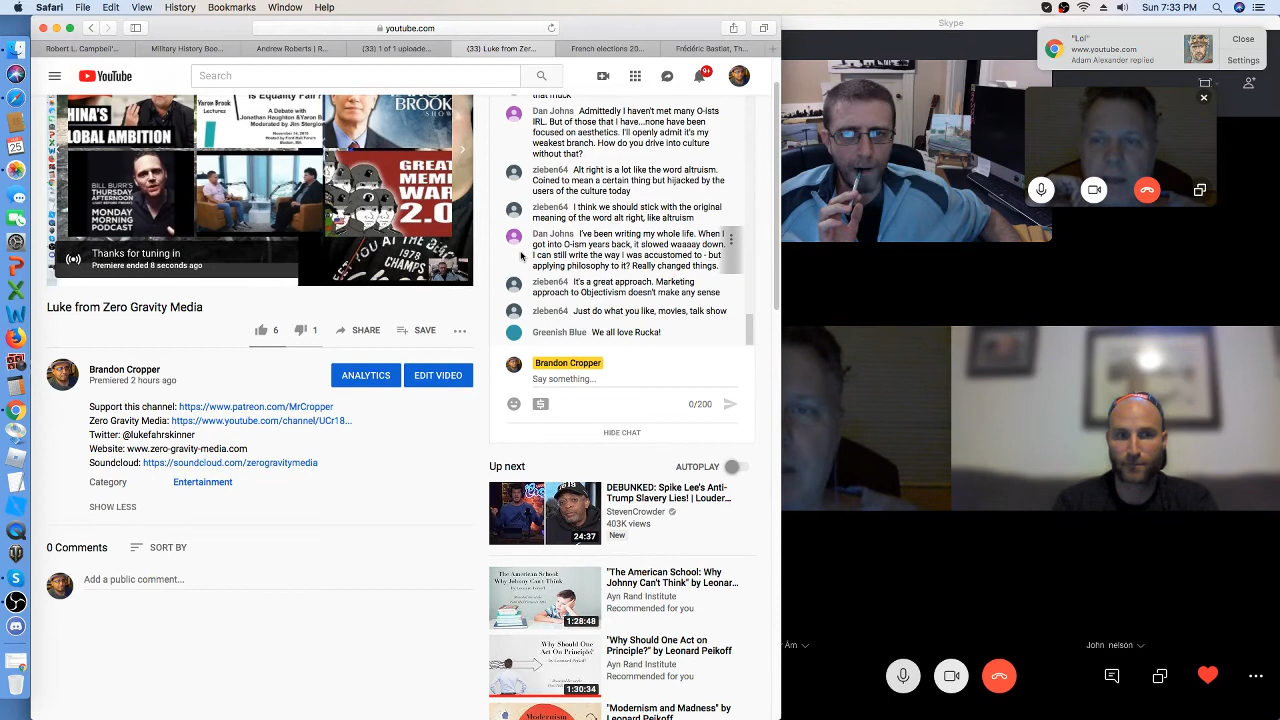 Safari File Edit View History Bookmarks Window Help
Sun 7:33 PM
youtube.com
Skype
"Lol"
www.youtube.com
Adam Alexander replied
Close
Settings
Robert L. Campbell'... Military History Boo... Andrew Roberts | R... (33) 1 of 1 uploade... (33) Luke from Zer... French elections 20... Frédéric Bastiat, Th...
YouTube
Search
9+
25
HINA'S
LOBAL AMBITION
Yaron Brook
Lectures
Is Equality Fair?
A Debate with
Jonathan Haughton & Yaron Brook
Moderated by Jim Stergios
BROOK
SHOW
BILL BURR'S
THURSDAY
AFTERNOON
MONDAY
MORNING
PODCAST
GREAT
MEME
WAR
2.0
1978
CHAMPS
Thanks for tuning in
Premiere ended 8 seconds ago
Luke from Zero Gravity Media
6 1 SHARE SAVE
Brandon Cropper
Premiered 2 hours ago
ANALYTICS EDIT VIDEO
Support this channel: https://www.patreon.com/MrCropper
Zero Gravity Media: https://www.youtube.com/channel/UCr18...
Twitter: @lukefahrskinner
Website: www.zero-gravity-media.com
Soundcloud: https://soundcloud.com/zerogravitymedia
Category Entertainment
SHOW LESS
0 Comments SORT BY
Add a public comment...
Dan Johns Admittedly I haven't met many O-ists
IRL. But of those that I have...none have been
focused on aesthetics. I'll openly admit it's my
weakest branch. How do you drive into culture
without that?
zieben64 Alt right is a lot like the word altruism.
Coined to mean a certain thing but hijacked by the
users of the culture today
zieben64 I think we should stick with the original
meaning of the word alt right, like altruism
Dan Johns I've been writing my whole life. When I
got into O-ism years back, it slowed waaaay down.
I can still write the way I was accustomed to - but
applying philosophy to it? Really changed things.
zieben64 It's a great approach. Marketing
approach to Objectivism doesn't make any sense
zieben64 Just do what you like, movies, talk show
Greenish Blue We all love Rucka!
Brandon Cropper
Say something...
0/200
HIDE CHAT
Up next
AUTOPLAY
DEBUNKED: Spike Lee's Anti-
Trump Slavery Lies! | Louder...
StevenCrowder
403K views
New
24:37
"The American School: Why
Johnny Can't Think" by Leonar...
Ayn Rand Institute
Recommended for you
1:28:48
"Why Should One Act On
Principle?" by Leonard Peikoff
Ayn Rand Institute
Recommended for you
1:30:34
"Modernism and Madness" by
Leonard Peikoff
John nelson